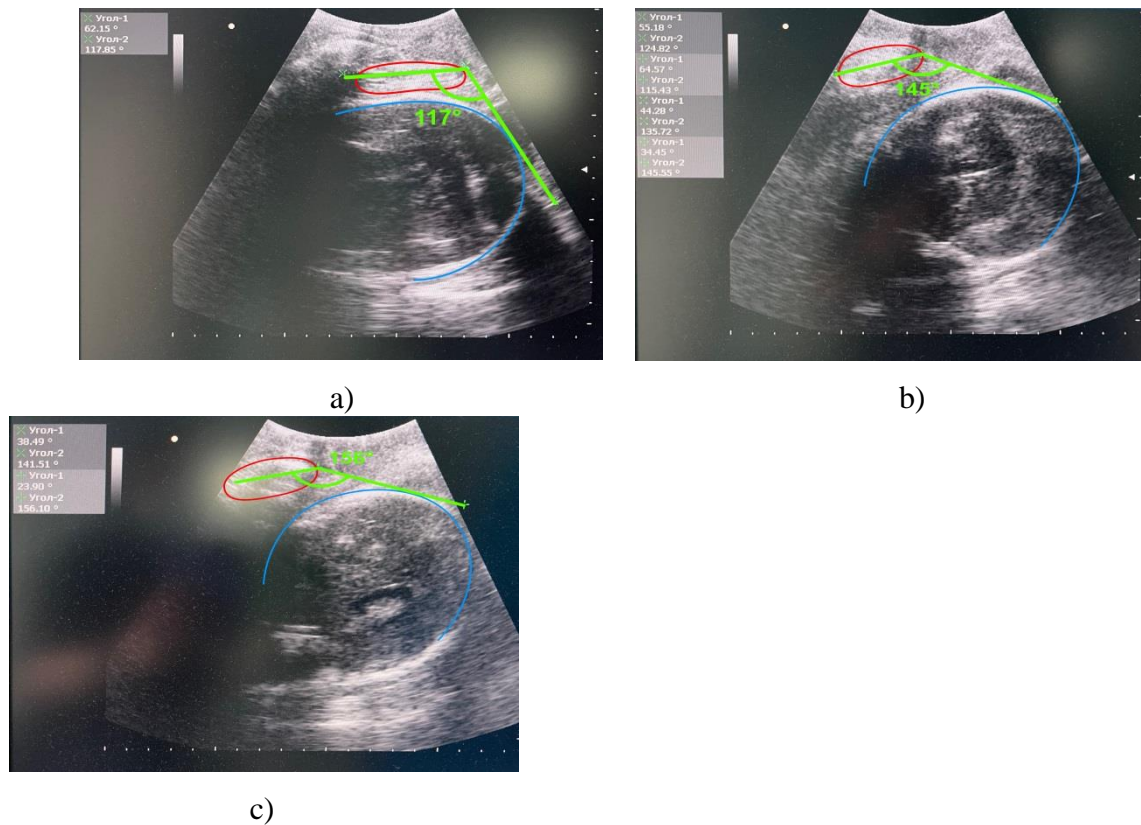 Угол-1
62.15 °
Угол-2
117.85 °
117°
a)
Угол-1
55.18 °
Угол-2
124.82 °
Угол-1
64.57 °
Угол-2
115.43 °
Угол-1
44.28 °
Угол-2
135.72 °
Угол-1
34.45 °
Угол-2
145.55 °
145°
b)
Угол-1
38.49 °
Угол-2
141.51 °
Угол-1
23.90 °
Угол-2
156.10 °
156°
c)